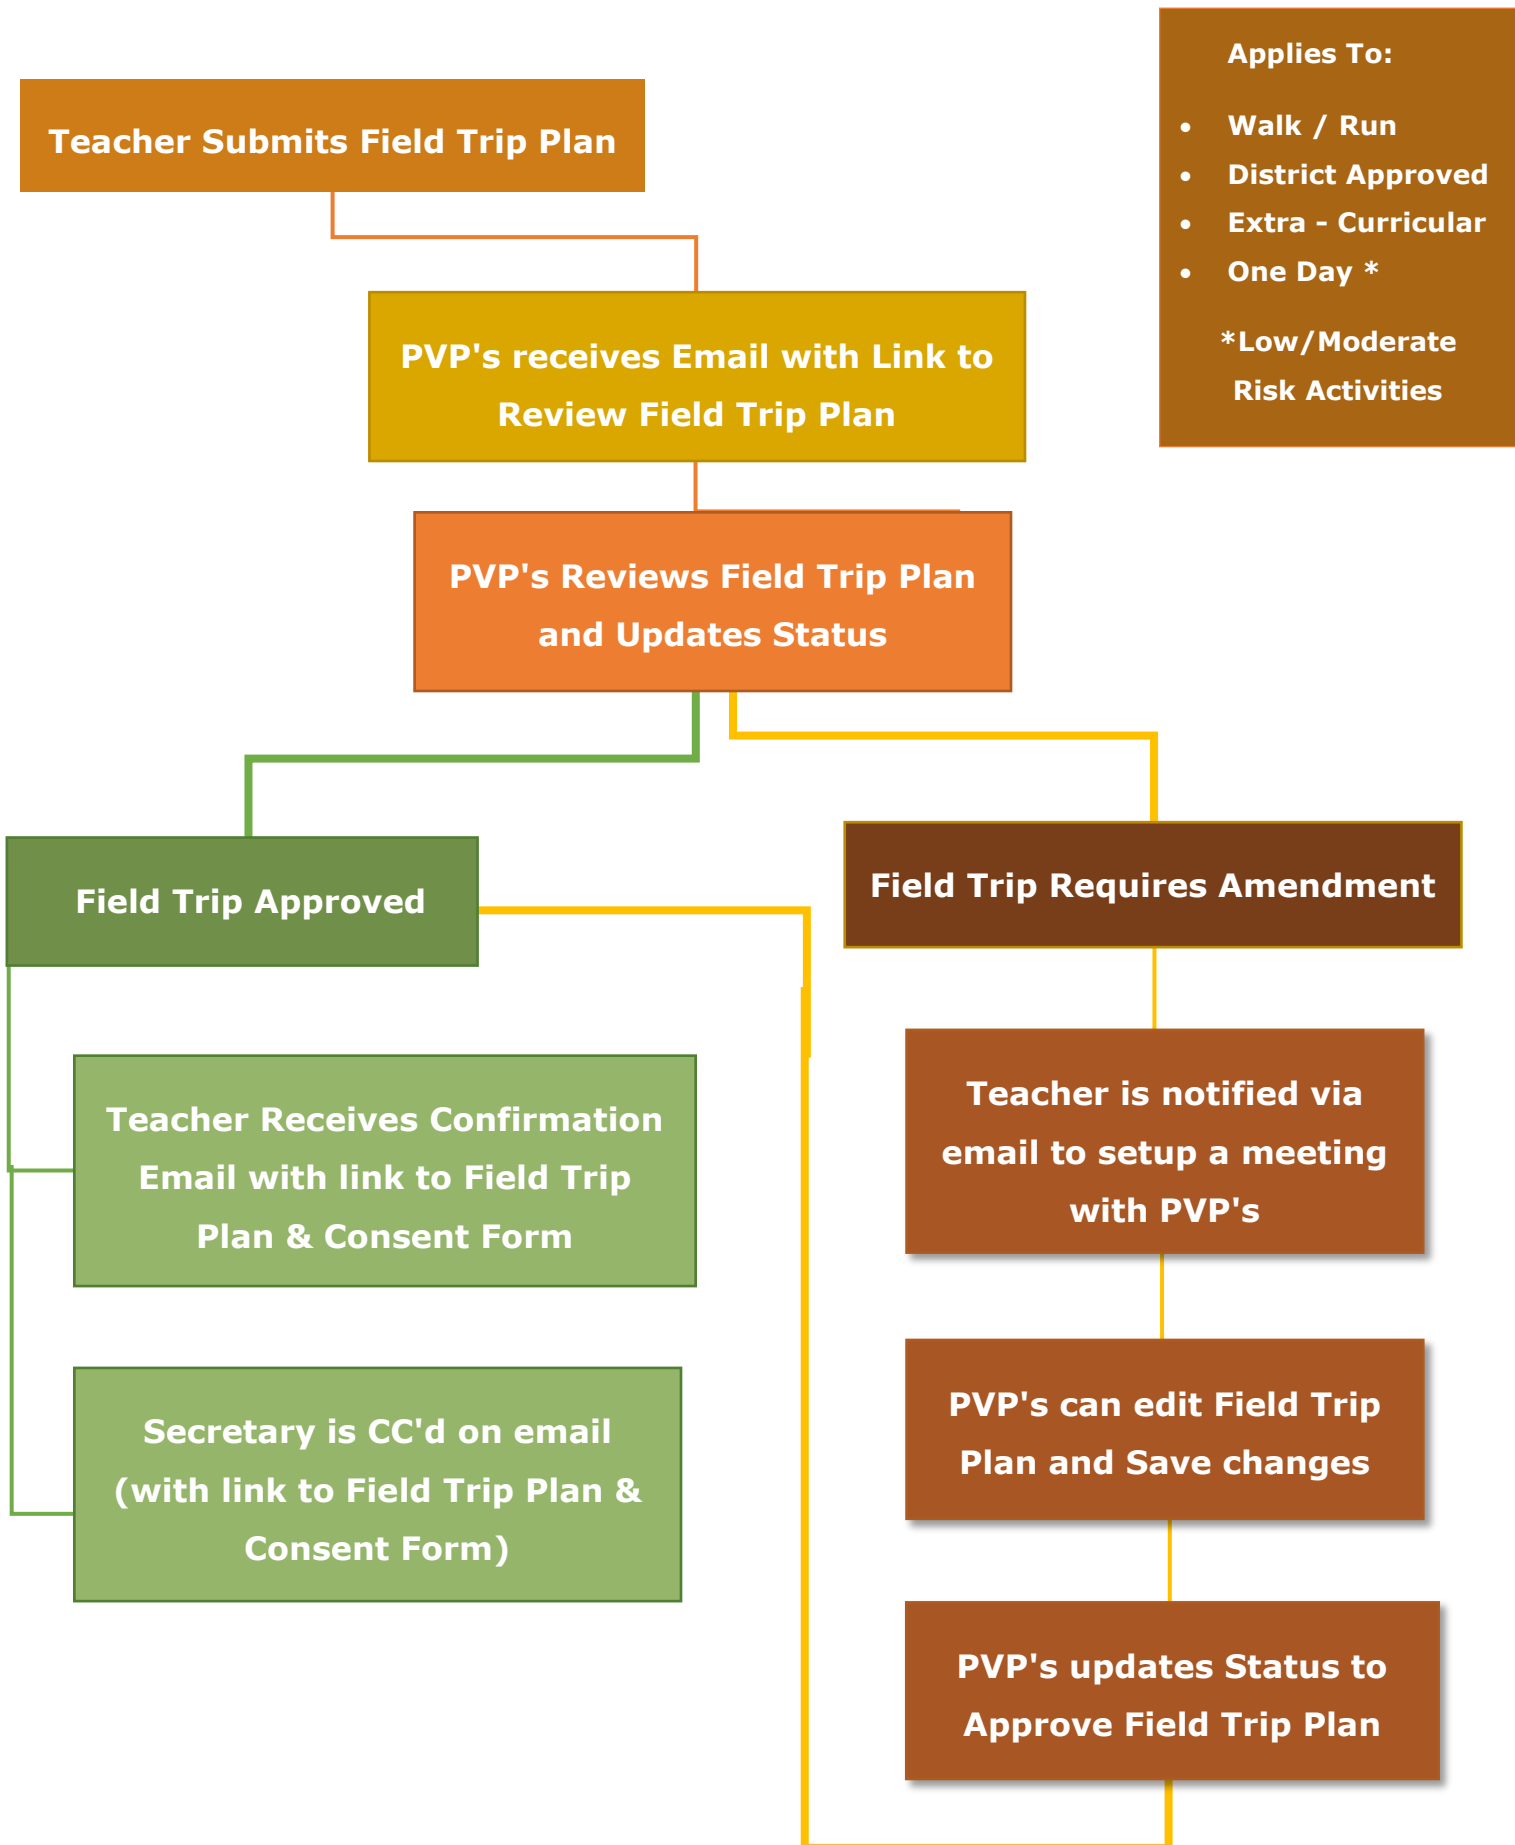 Applies To:
• Walk / Run
• District Approved
• Extra - Curricular
• One Day *
*Low/Moderate
Risk Activities
Teacher Submits Field Trip Plan
PVP's receives Email with Link to
Review Field Trip Plan
PVP's Reviews Field Trip Plan
and Updates Status
Field Trip Approved
Teacher Receives Confirmation
Email with link to Field Trip
Plan & Consent Form
Secretary is CC'd on email
(with link to Field Trip Plan &
Consent Form)
Field Trip Requires Amendment
Teacher is notified via
email to setup a meeting
with PVP's
PVP's can edit Field Trip
Plan and Save changes
PVP's updates Status to
Approve Field Trip Plan